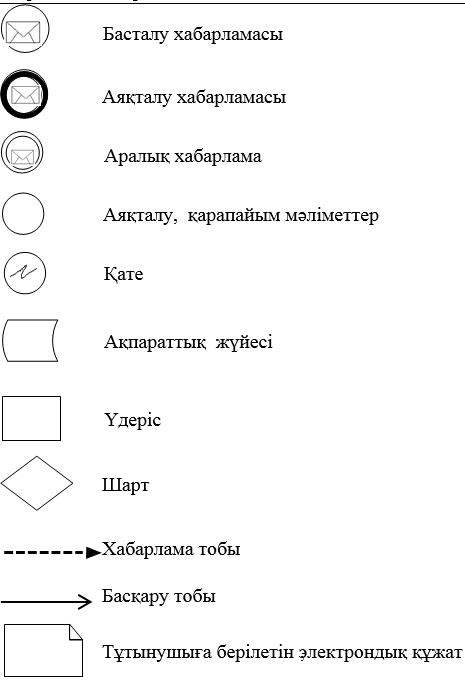 Басталу хабарламасы
Аяқталу хабарламасы
Аралық хабарлама
Аяқталу, қарапайым мәліметтер
Қате
Ақпараттық жүйесі
Үдеріс
Шарт
Хабарлама тобы
Басқару тобы
Тұтынушыға берілетін электрондық құжат